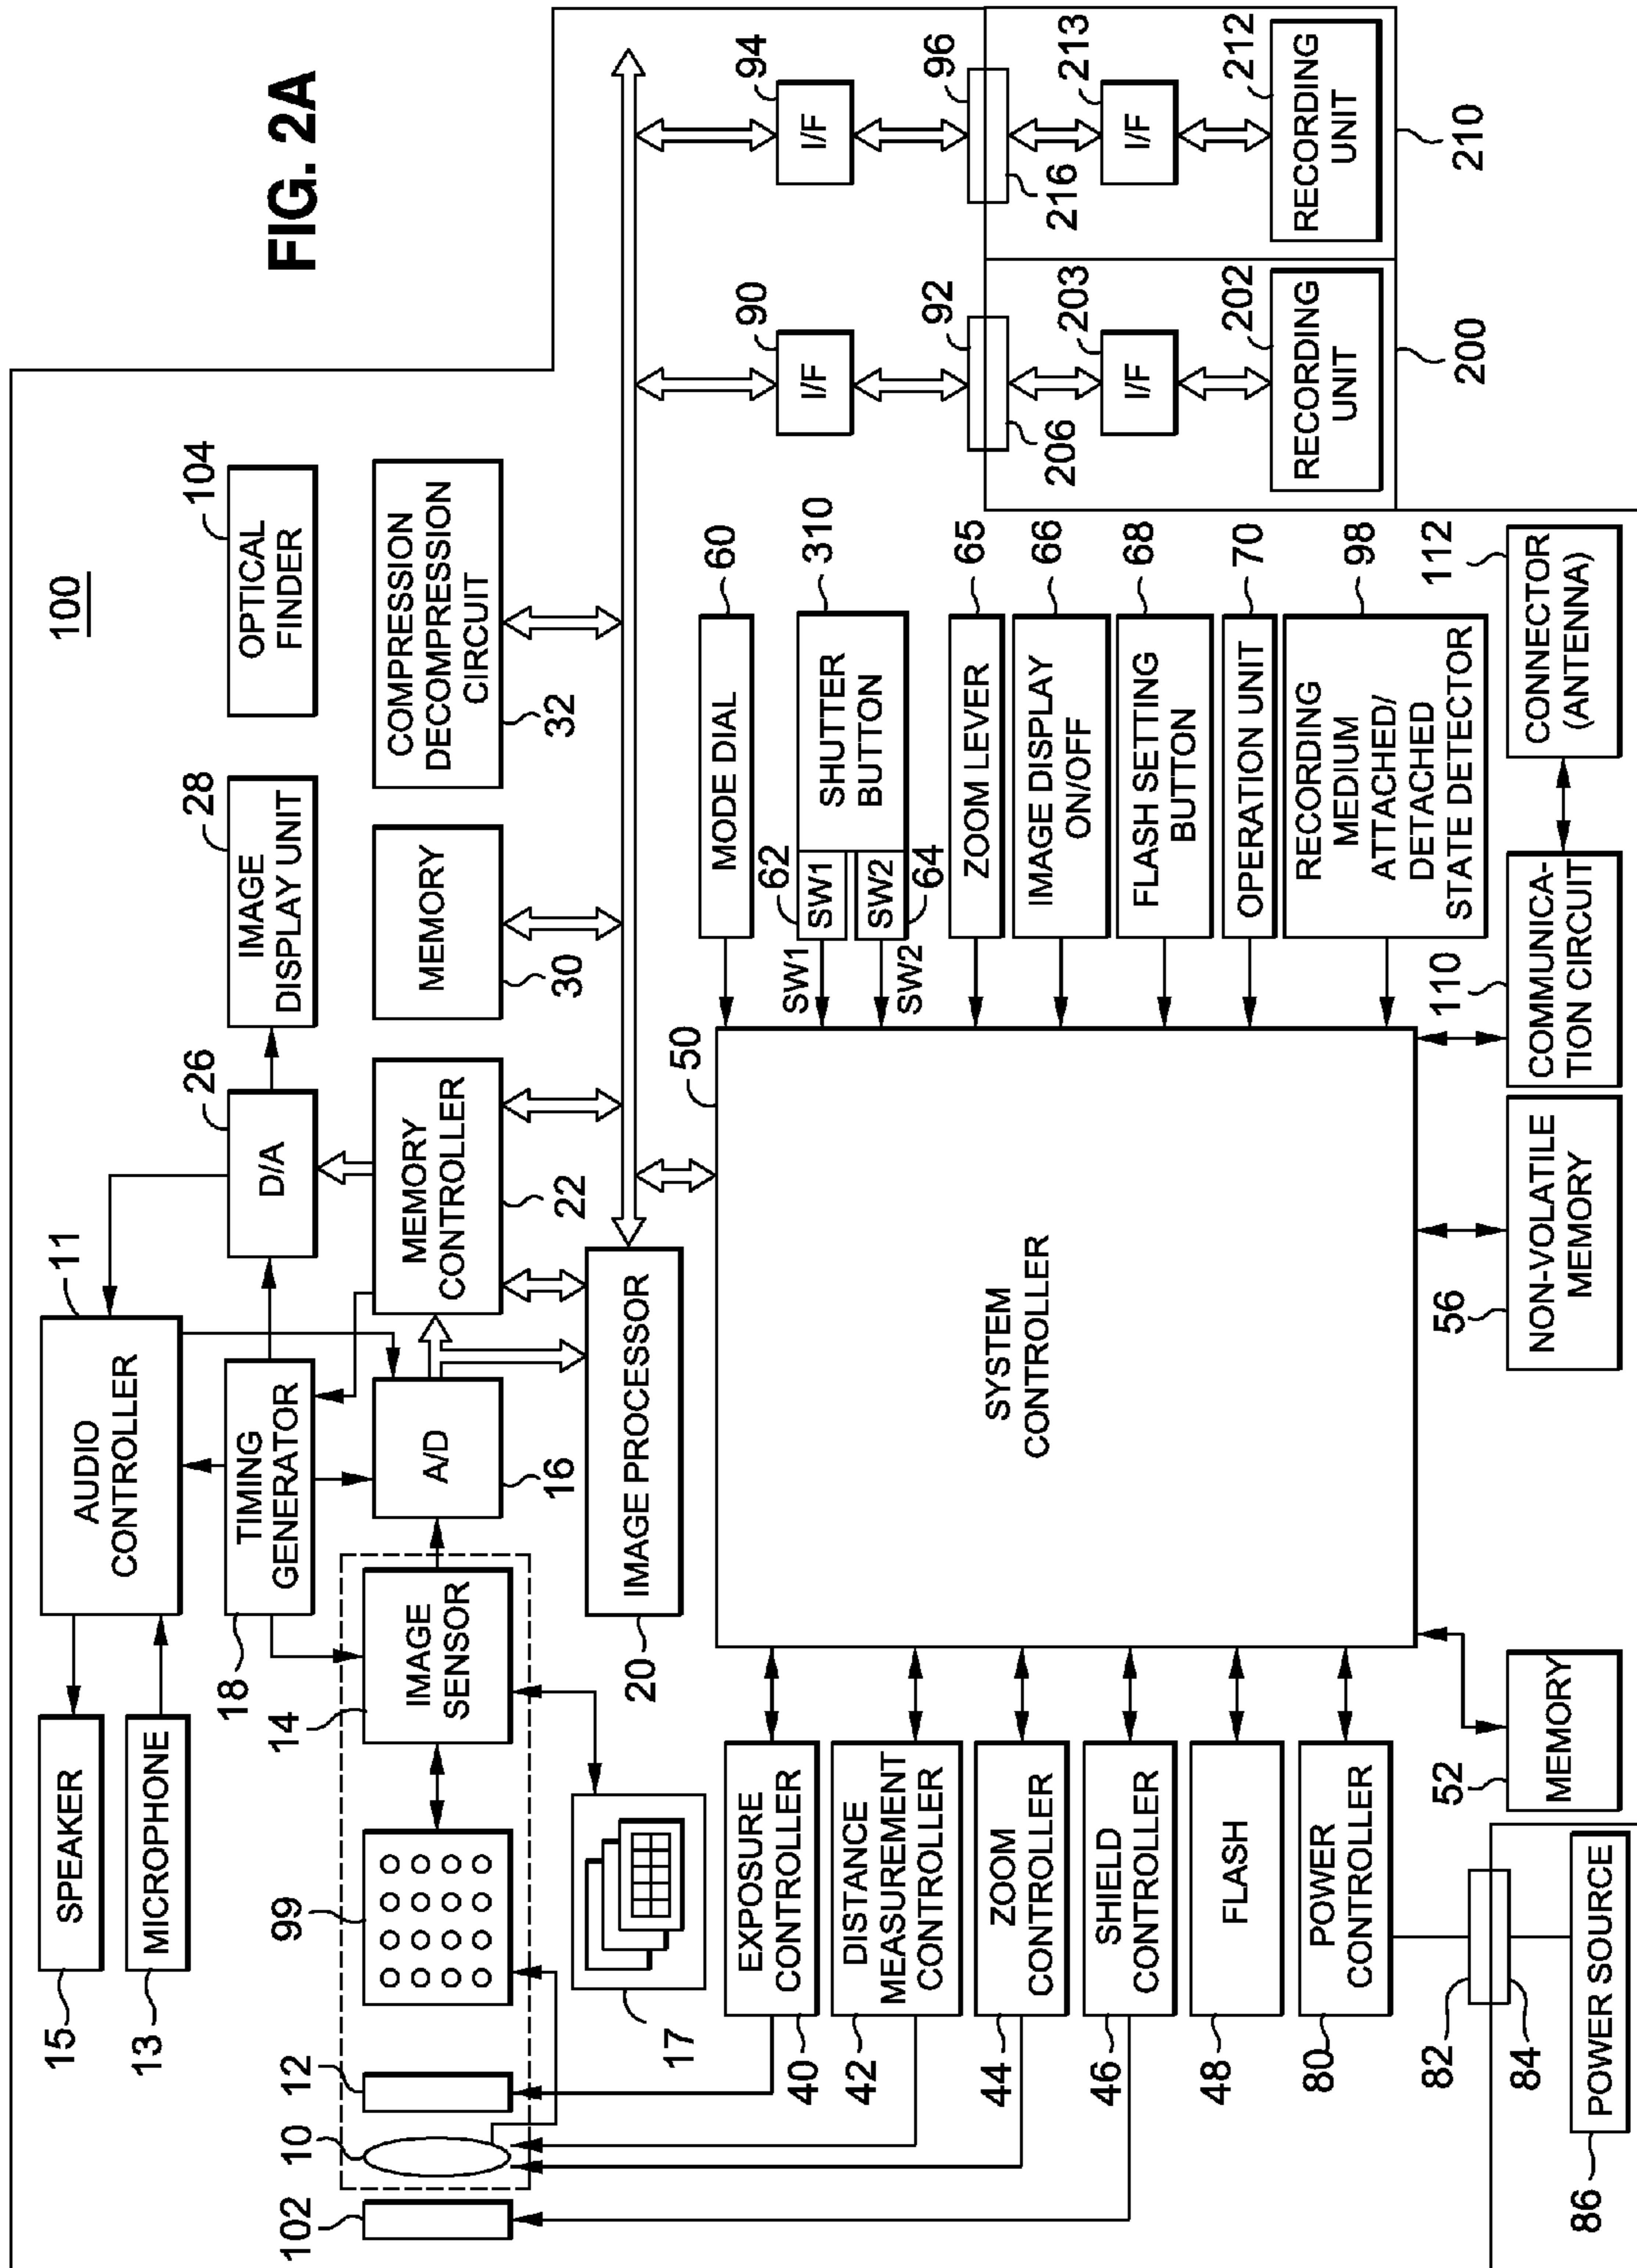 FIG. 2A
100
15
SPEAKER
13
MICROPHONE
11
AUDIO
CONTROLLER
18
TIMING
GENERATOR
26
D/A
28
IMAGE
DISPLAY UNIT
104
OPTICAL
FINDER
102
10
12
99
14
IMAGE
SENSOR
A/D
16
MEMORY
CONTROLLER
22
MEMORY
30
COMPRESSION
DECOMPRESSION
CIRCUIT
32
17
IMAGE PROCESSOR
20
EXPOSURE
CONTROLLER
40
DISTANCE
MEASUREMENT
CONTROLLER
42
ZOOM
CONTROLLER
44
SHIELD
CONTROLLER
46
FLASH
48
POWER
CONTROLLER
80
82
84
POWER SOURCE
86
50
SYSTEM
CONTROLLER
MEMORY
52
NON-VOLATILE
MEMORY
56
COMMUNICA-
TION CIRCUIT
110
CONNECTOR
(ANTENNA)
112
MODE DIAL
60
SW1
SW1
62
SHUTTER
BUTTON
310
SW2
SW2
64
ZOOM LEVER
65
IMAGE DISPLAY
ON/OFF
66
FLASH SETTING
BUTTON
68
OPERATION UNIT
70
RECORDING
MEDIUM
ATTACHED/
DETACHED
STATE DETECTOR
98
I/F
90
92
206
I/F
203
RECORDING
UNIT
202
200
I/F
94
96
216
I/F
213
RECORDING
UNIT
212
210